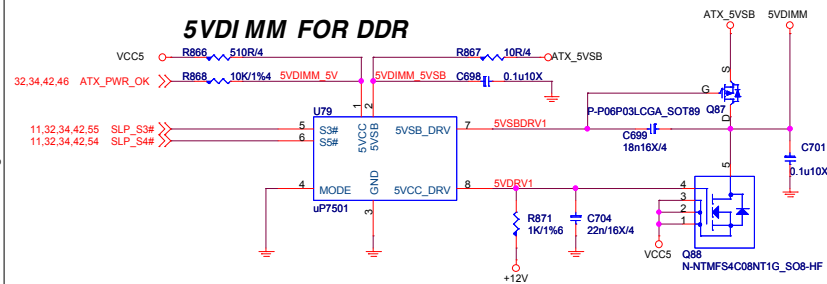 5VDIMM FOR DDR
ATX_5VSB
5VDIMM
VCC5
R866
510R/4
R867
10R/4
ATX_5VSB
32,34,42,46
ATX_PWR_OK
R868
10K/1%4
5VDIMM_5V
5VDIMM_5VSB
C698
0.1u10X
S
G
Q87
D
P-P06P03LCGA_SOT89
U79
1
2
5VCC
5VSB
11,32,34,42,55
SLP_S3#
5
S3#
5VSB_DRV
7
5VSBDRV1
11,32,34,42,54
SLP_S4#
6
S5#
C699
18n16X/4
C701
0.1u10X
5
4
MODE
GND
5VCC_DRV
8
5VDRV1
4
3
2
1
uP7501
3
R871
1K/1%6
C704
22n/16X/4
VCC5
Q88
N-NTMFS4C08NT1G_SO8-HF
+12V